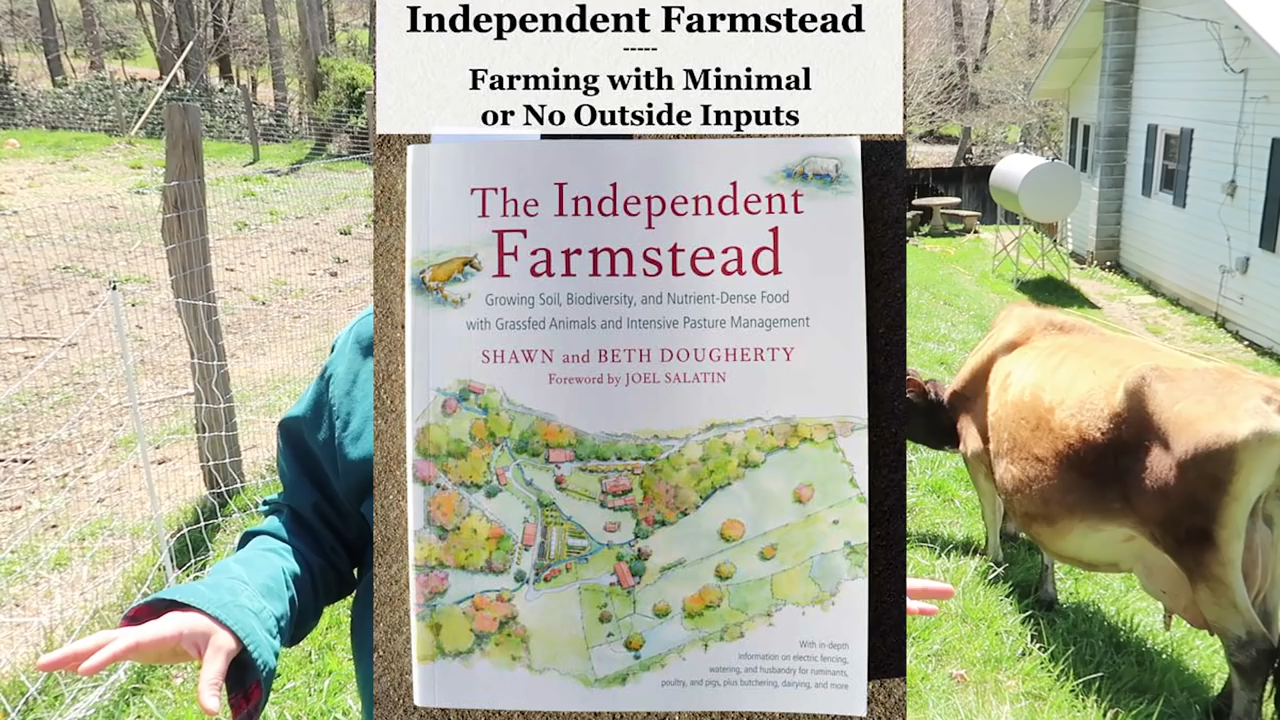 Independent Farmstead
-----
Farming with Minimal
or No Outside Inputs
The Independent
Farmstead
Growing Soil, Biodiversity, and Nutrient-Dense Food
with Grassfed Animals and Intensive Pasture Management
SHAWN and BETH DOUGHERTY
Foreword by JOEL SALATIN
With in-depth
information on electric fencing,
watering, and husbandry for ruminants,
poultry, and pigs, plus butchering, dairying, and more